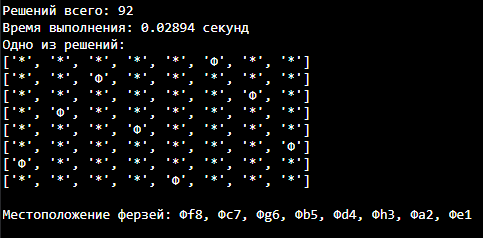 Решений всего: 92
Время выполнения: 0.02894 секунд
Одно из решений:
['*', '*', '*', '*', '*', 'Ф', '*', '*']
['*', '*', 'Ф', '*', '*', '*', '*', '*']
['*', '*', '*', '*', '*', '*', 'Ф', '*']
['*', 'Ф', '*', '*', '*', '*', '*', '*']
['*', '*', '*', 'Ф', '*', '*', '*', '*']
['*', '*', '*', '*', '*', '*', '*', 'Ф']
['Ф', '*', '*', '*', '*', '*', '*', '*']
['*', '*', '*', '*', 'Ф', '*', '*', '*']
Местоположение ферзей: Фf8, Фc7, Фg6, Фb5, Фd4, Фh3, Фa2, Фe1